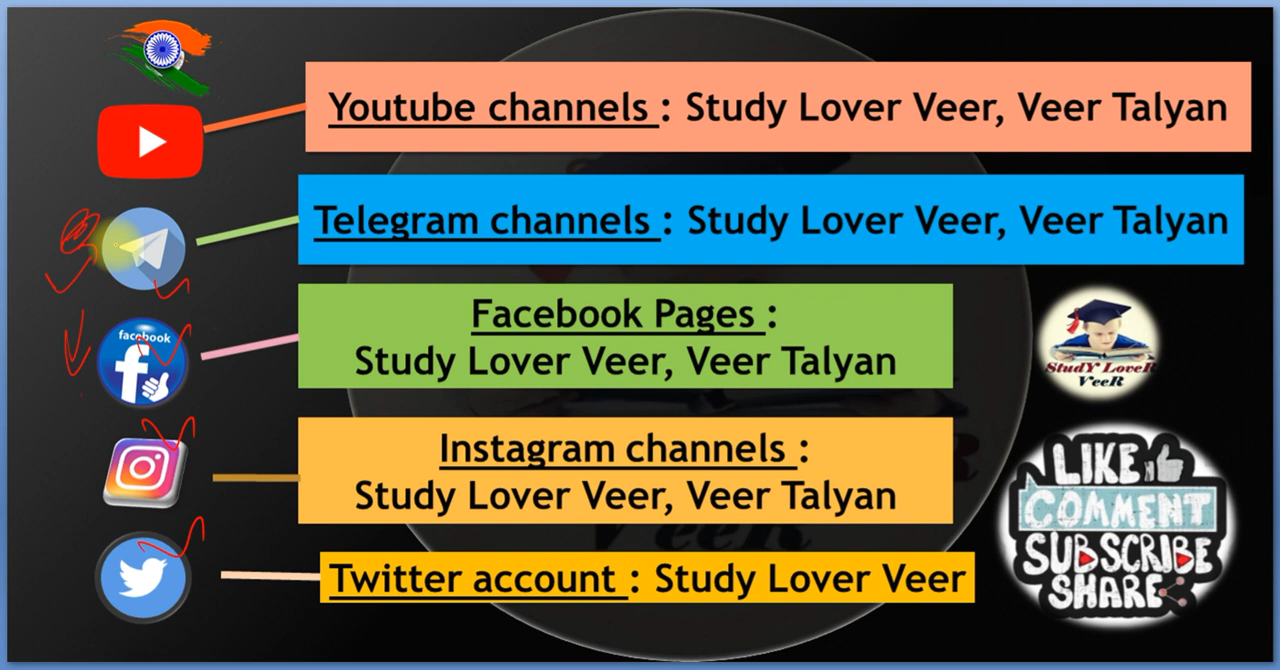 Youtube channels : Study Lover Veer, Veer Talyan
Telegram channels : Study Lover Veer, Veer Talyan
facebook
Facebook Pages :
Study Lover Veer, Veer Talyan
StudY LoveR
VeeR
Instagram channels :
Study Lover Veer, Veer Talyan
LIKE
COMMENT
SUBSCRIBE
SHARE
VeeR
Twitter account : Study Lover Veer